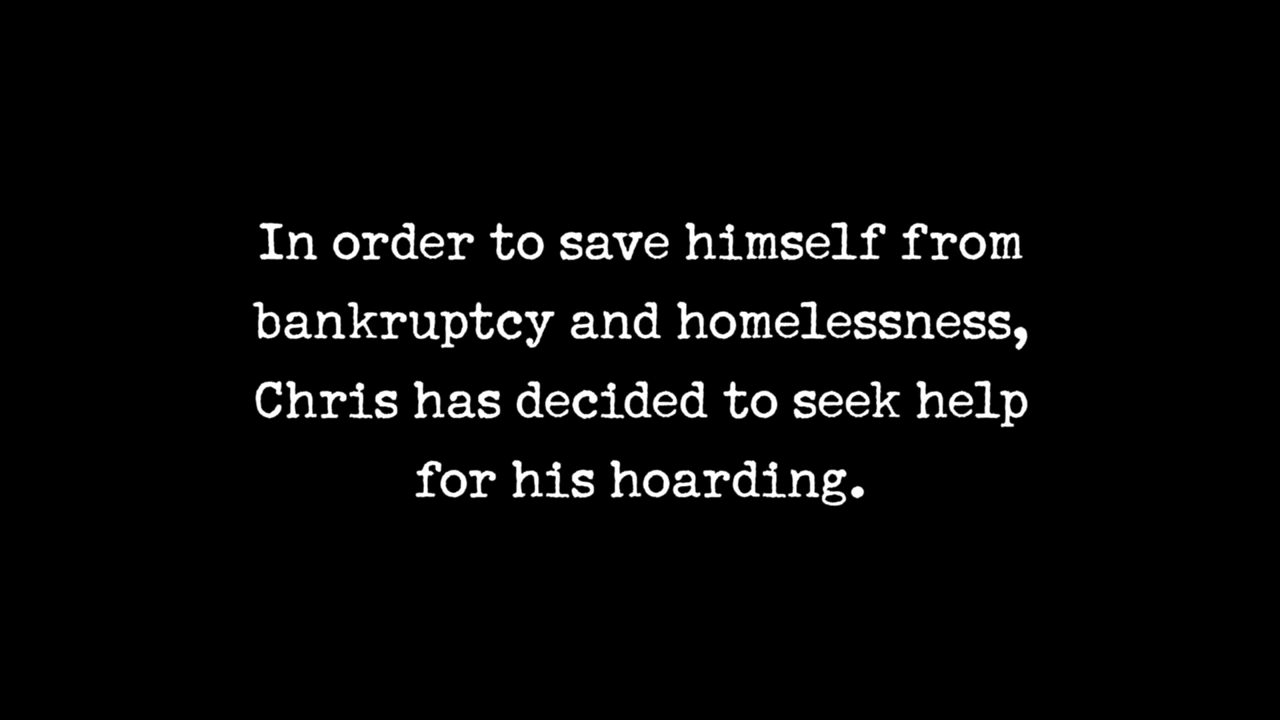 In order to save himself from
bankruptcy and homelessness,
Chris has decided to seek help
for his hoarding.